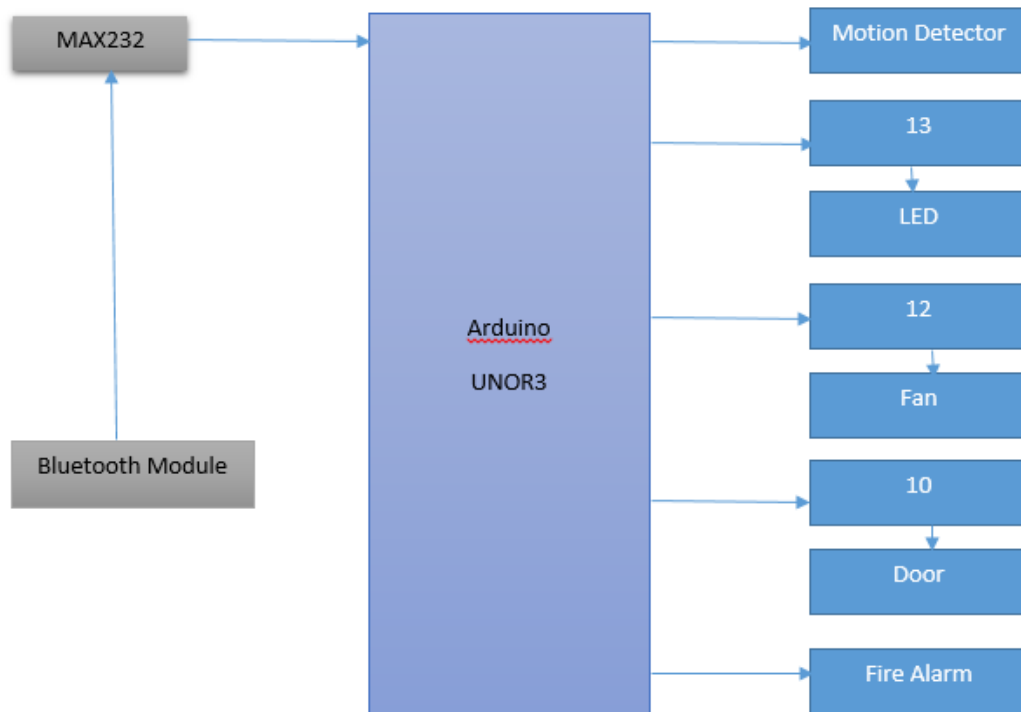 MAX232
Bluetooth Module
Arduino
UNOR3
Motion Detector
13
LED
12
Fan
10
Door
Fire Alarm